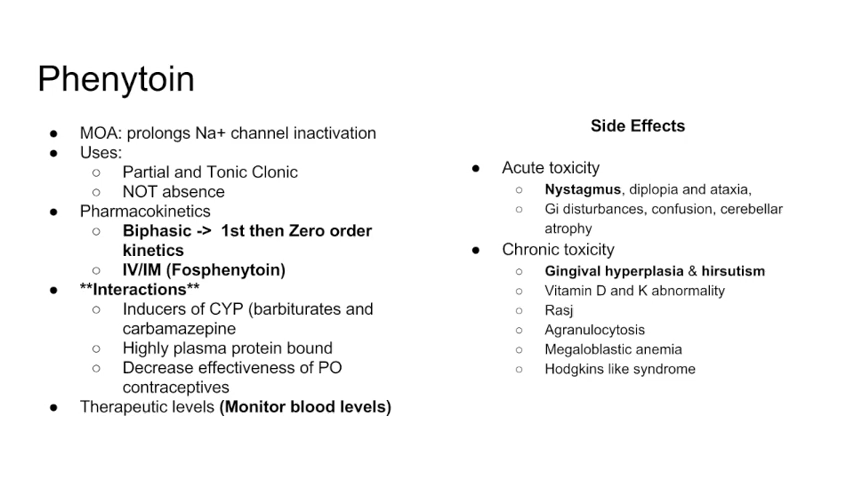 Phenytoin
● MOA: prolongs Na+ channel inactivation
● Uses:
○ Partial and Tonic Clonic
○ NOT absence
● Pharmacokinetics
○ Biphasic -> 1st then Zero order
kinetics
○ IV/IM (Fosphenytoin)
● **Interactions**
○ Inducers of CYP (barbiturates and
carbamazepine
○ Highly plasma protein bound
○ Decrease effectiveness of PO
contraceptives
● Therapeutic levels (Monitor blood levels)
Side Effects
● Acute toxicity
○ Nystagmus, diplopia and ataxia,
○ Gi disturbances, confusion, cerebellar
atrophy
● Chronic toxicity
○ Gingival hyperplasia & hirsutism
○ Vitamin D and K abnormality
○ Rasj
○ Agranulocytosis
○ Megaloblastic anemia
○ Hodgkins like syndrome